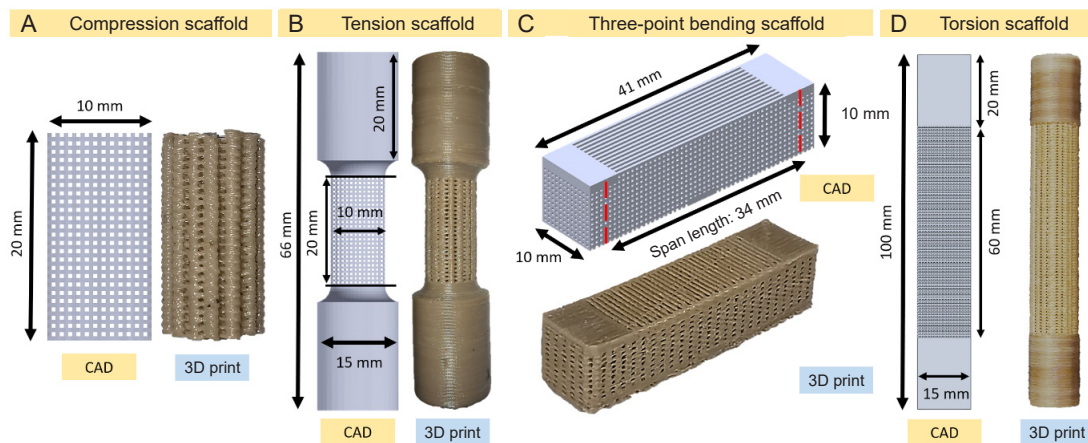 A Compression scaffold
10 mm
20 mm
CAD
3D print
B Tension scaffold
66 mm
20 mm
20 mm
10 mm
15 mm
CAD
3D print
C Three-point bending scaffold
41 mm
10 mm
CAD
Span length: 34 mm
10 mm
3D print
D Torsion scaffold
100 mm
20 mm
60 mm
15 mm
CAD
3D print